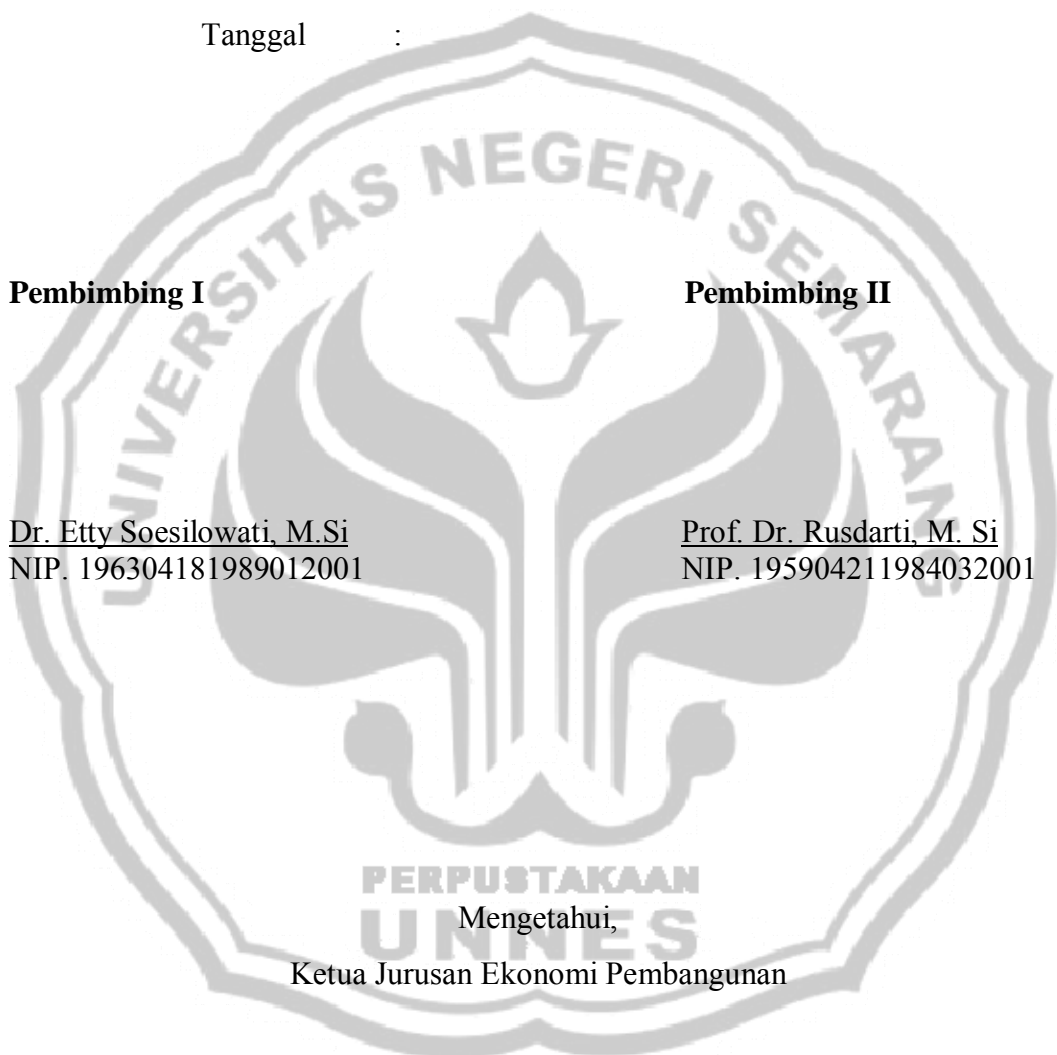 Tanggal :
UNIVERSITAS NEGERI SEMARANG
Pembimbing I Pembimbing II
Dr. Etty Soesilowati, M.Si Prof. Dr. Rusdarti, M. Si
NIP. 196304181989012001 NIP. 195904211984032001
PERPUSTAKAAN
UNNES
Mengetahui,
Ketua Jurusan Ekonomi Pembangunan